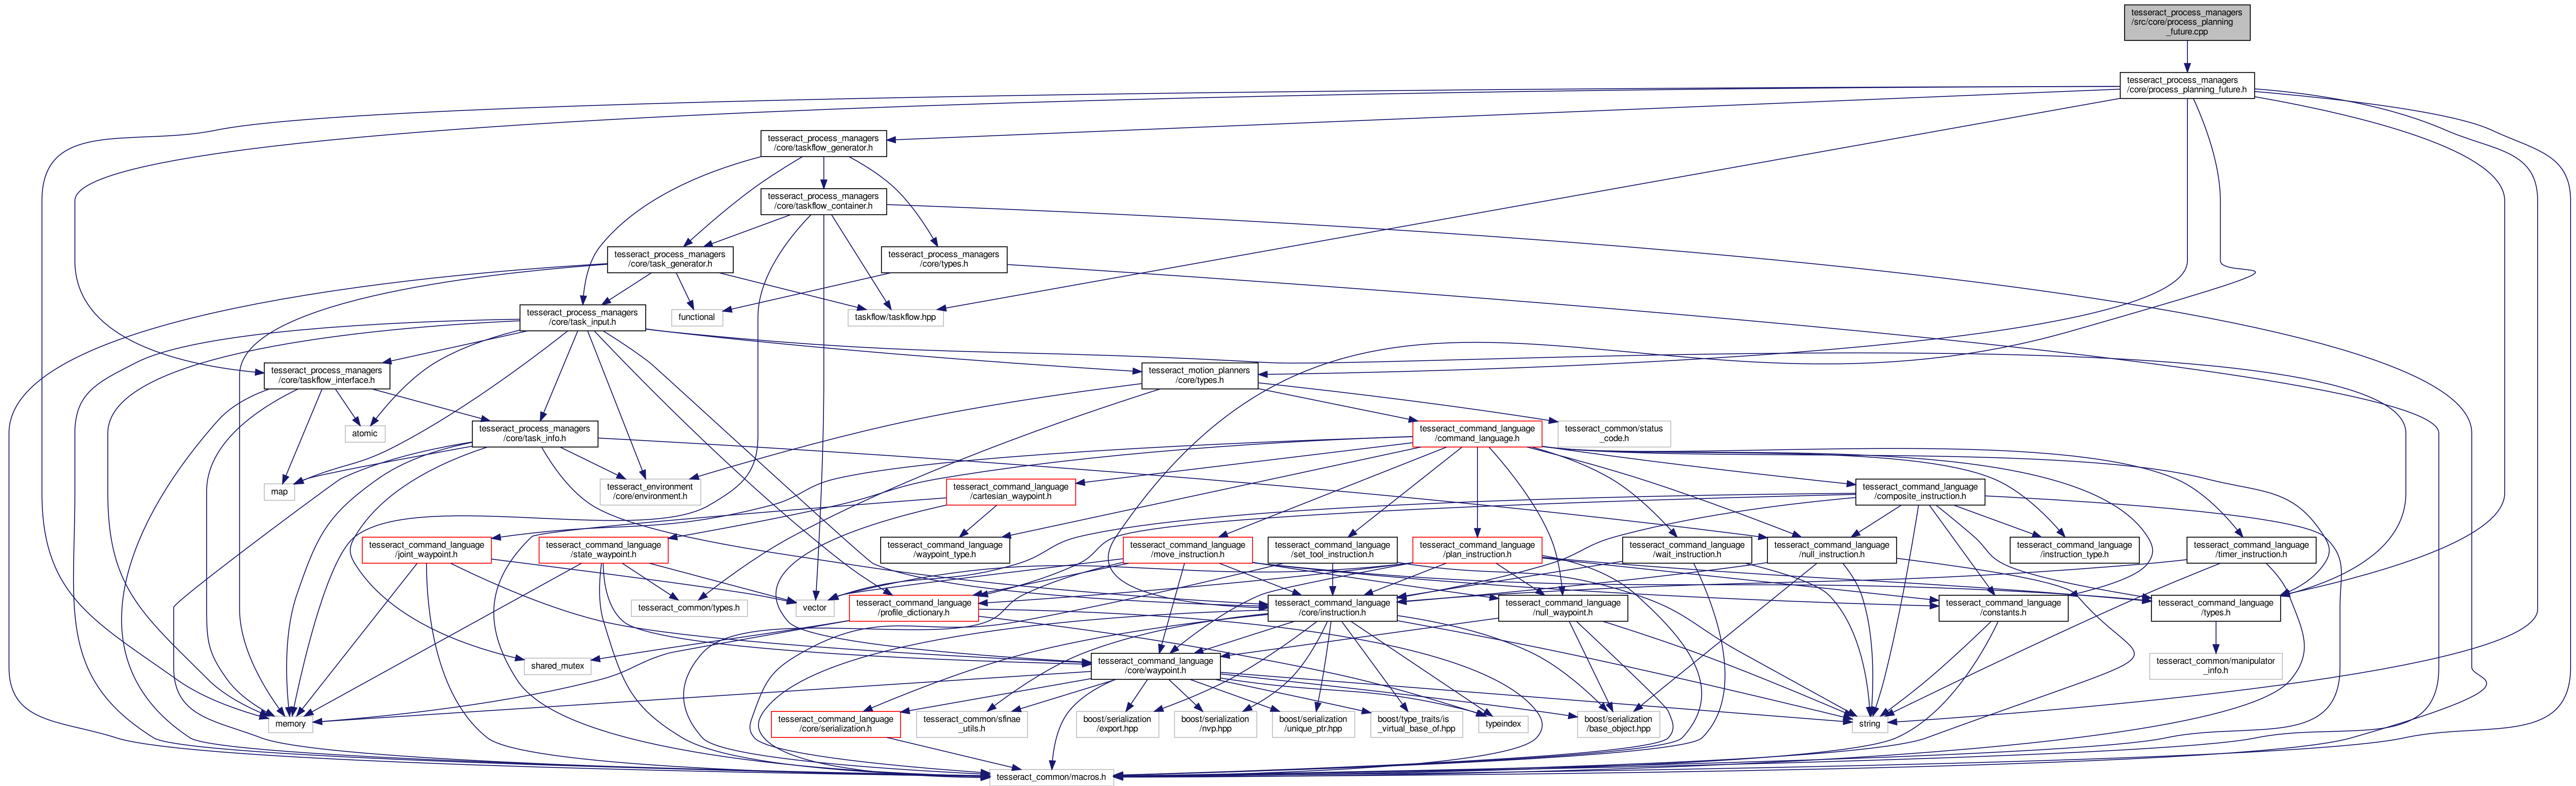 tesseract_process_managers
/src/core/process_planning
_future.cpp
tesseract_process_managers
/core/process_planning_future.h
tesseract_process_managers
/core/taskflow_generator.h
tesseract_process_managers
/core/taskflow_container.h
tesseract_process_managers
/core/task_generator.h
tesseract_process_managers
/core/types.h
tesseract_process_managers
/core/task_input.h
functional
taskflow/taskflow.hpp
tesseract_process_managers
/core/taskflow_interface.h
tesseract_motion_planners
/core/types.h
atomic
tesseract_process_managers
/core/task_info.h
tesseract_command_language
/command_language.h
tesseract_common/status
_code.h
map
tesseract_environment
/core/environment.h
tesseract_command_language
/cartesian_waypoint.h
tesseract_command_language
/composite_instruction.h
tesseract_command_language
/joint_waypoint.h
tesseract_command_language
/state_waypoint.h
tesseract_command_language
/waypoint_type.h
tesseract_command_language
/move_instruction.h
tesseract_command_language
/set_tool_instruction.h
tesseract_command_language
/plan_instruction.h
tesseract_command_language
/wait_instruction.h
tesseract_command_language
/null_instruction.h
tesseract_command_language
/instruction_type.h
tesseract_command_language
/timer_instruction.h
tesseract_common/types.h
vector
tesseract_command_language
/profile_dictionary.h
tesseract_command_language
/core/instruction.h
tesseract_command_language
/null_waypoint.h
tesseract_command_language
/constants.h
tesseract_command_language
/types.h
shared_mutex
tesseract_command_language
/core/waypoint.h
tesseract_common/manipulator
_info.h
memory
tesseract_command_language
/core/serialization.h
tesseract_common/sfinae
_utils.h
boost/serialization
/export.hpp
boost/serialization
/nvp.hpp
boost/serialization
/unique_ptr.hpp
boost/type_traits/is
_virtual_base_of.hpp
typeindex
boost/serialization
/base_object.hpp
string
tesseract_common/macros.h